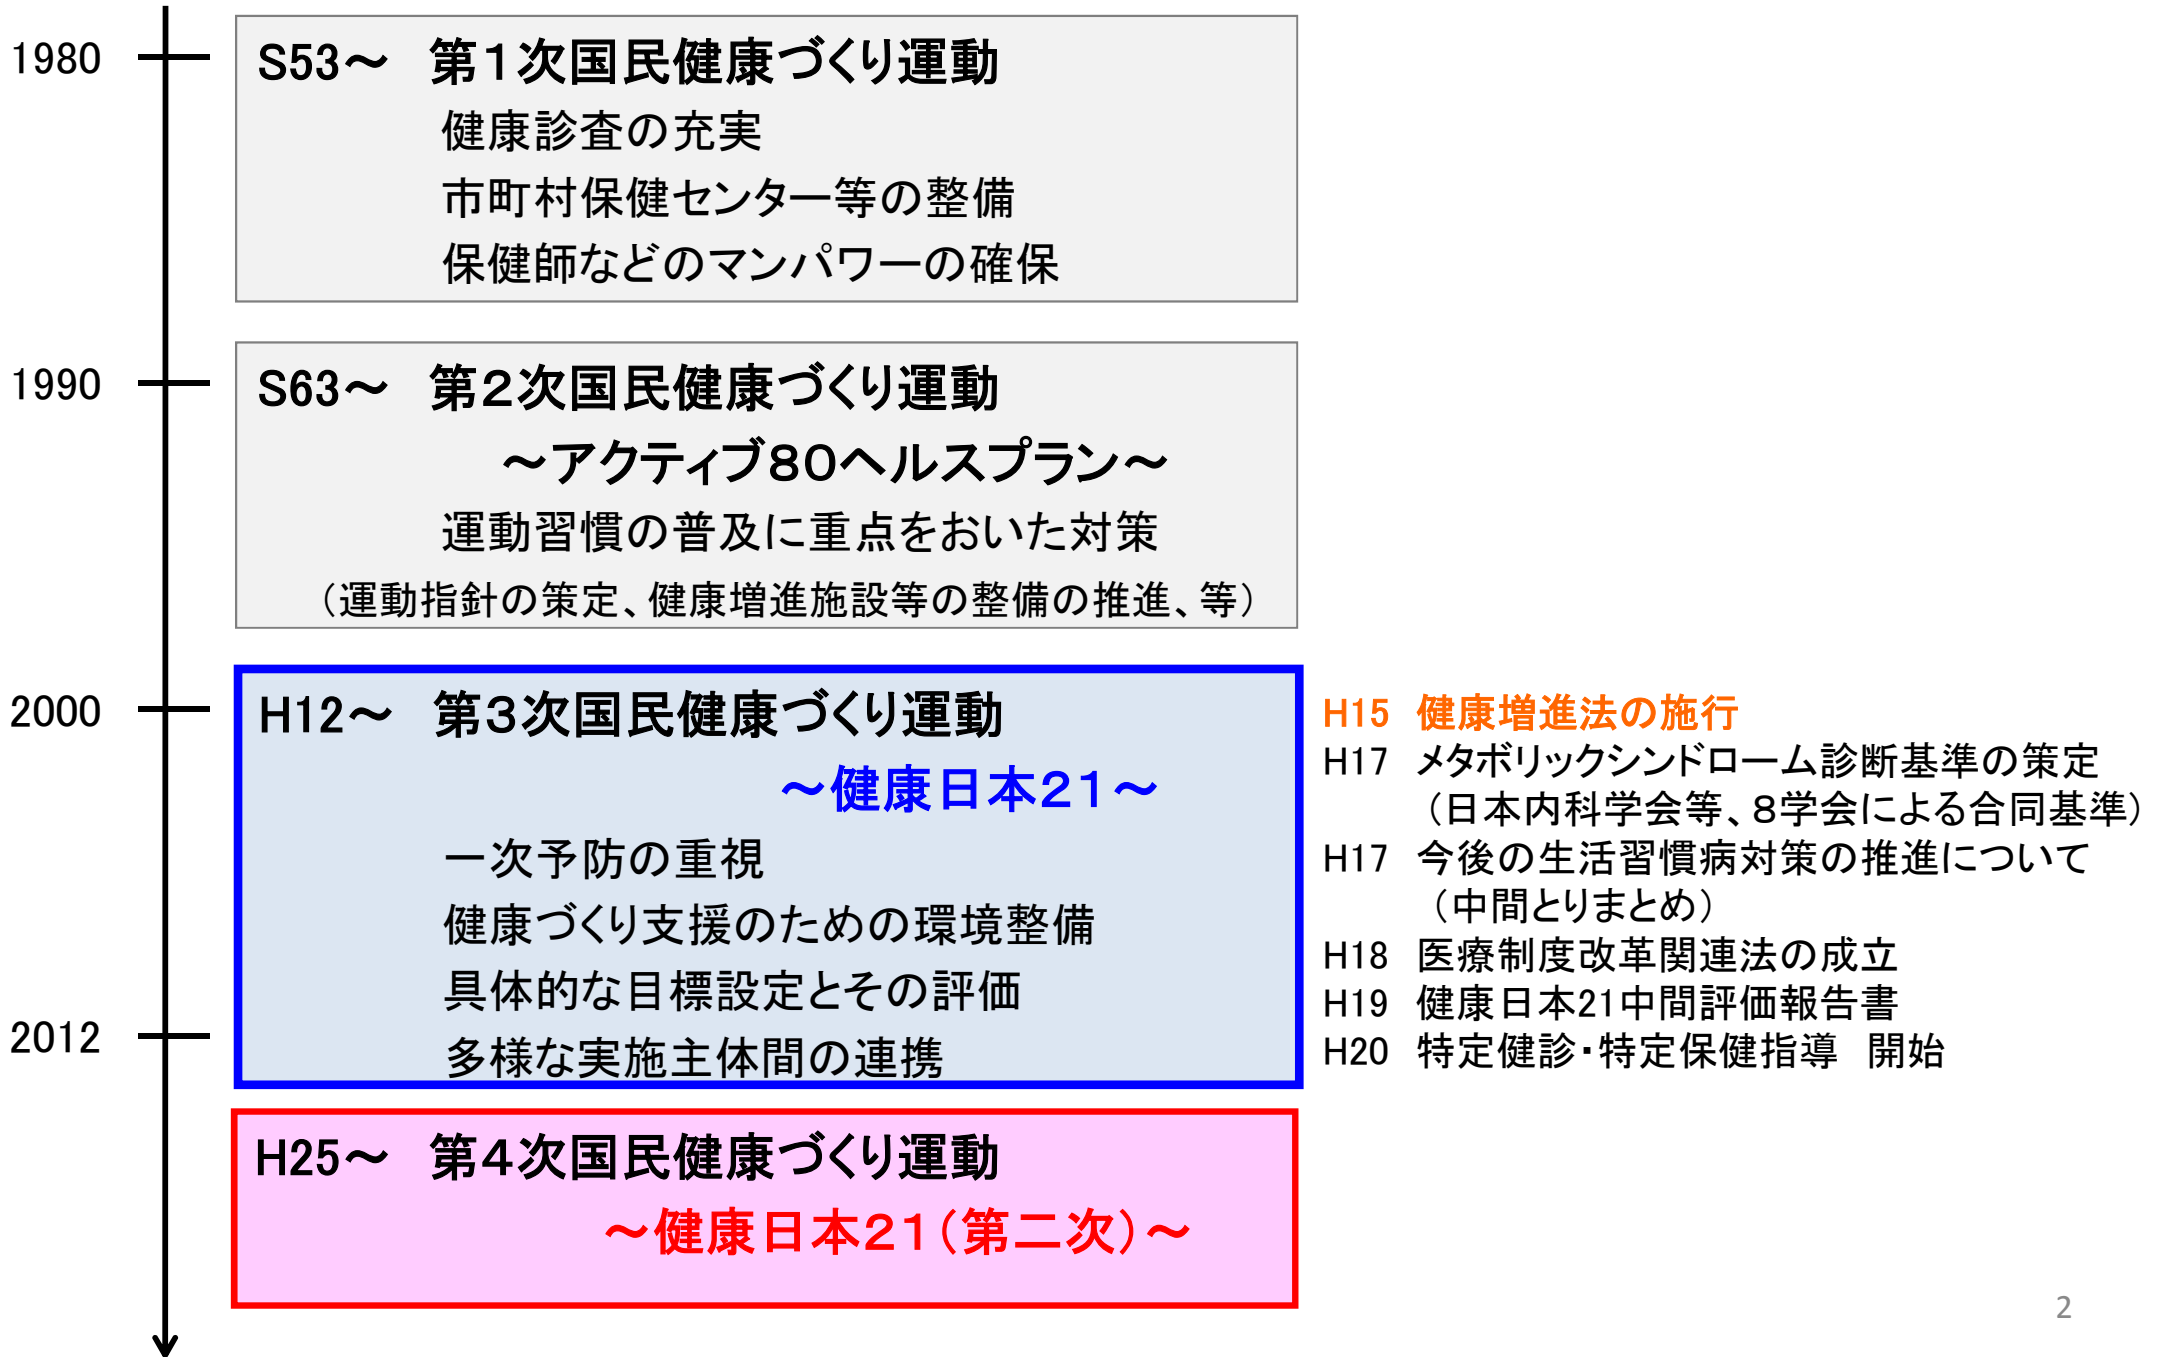 1980
S53～　第１次国民健康づくり運動
健康診査の充実
市町村保健センター等の整備
保健師などのマンパワーの確保
1990
S63～　第２次国民健康づくり運動
～アクティブ８０ヘルスプラン～
運動習慣の普及に重点をおいた対策
（運動指針の策定、健康増進施設等の整備の推進、等）
2000
H12～　第３次国民健康づくり運動
～健康日本２１～
一次予防の重視
健康づくり支援のための環境整備
具体的な目標設定とその評価
2012
多様な実施主体間の連携
H15　健康増進法の施行
H17　メタボリックシンドローム診断基準の策定
（日本内科学会等、８学会による合同基準）
H17　今後の生活習慣病対策の推進について
（中間とりまとめ）
H18　医療制度改革関連法の成立
H19　健康日本21中間評価報告書
H20　特定健診・特定保健指導　開始
H25～　第４次国民健康づくり運動
～健康日本２１（第二次）～
2